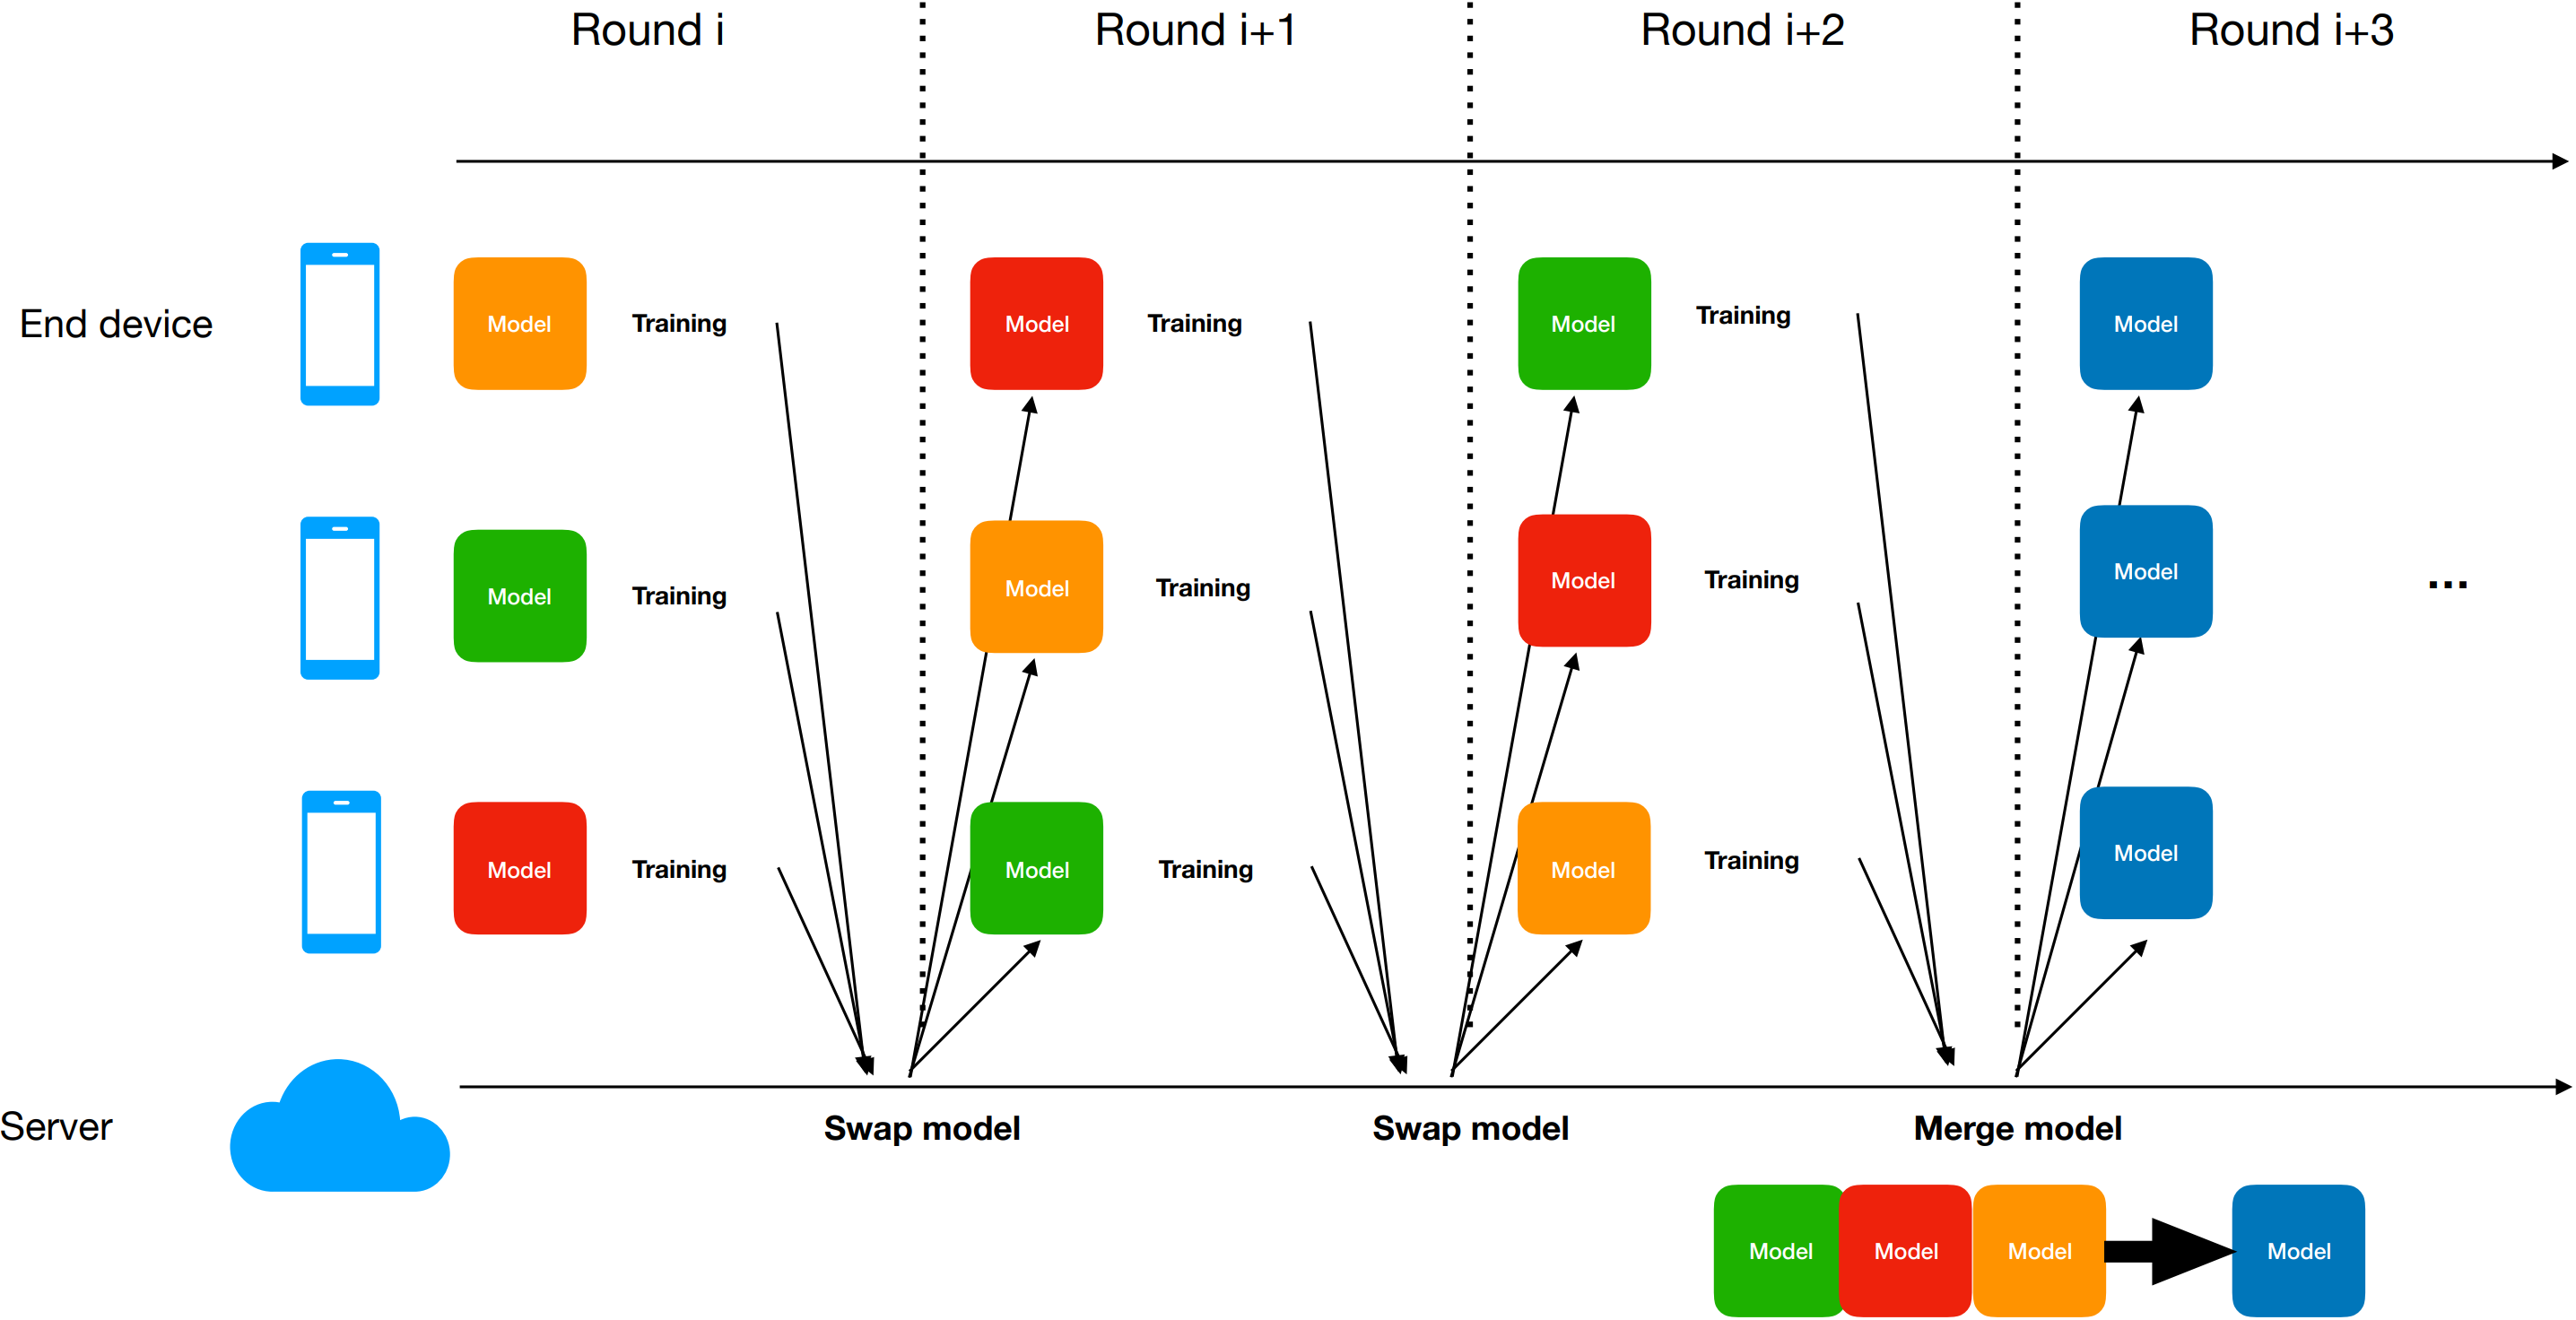 Round i
Round i+1
Round i+2
Round i+3
End device
Model
Training
Model
Training
Model
Training
Model
Model
Training
Model
Training
Model
Training
Model
...
Model
Training
Model
Training
Model
Training
Model
Server
Swap model
Swap model
Merge model
Model
Model
Model
Model